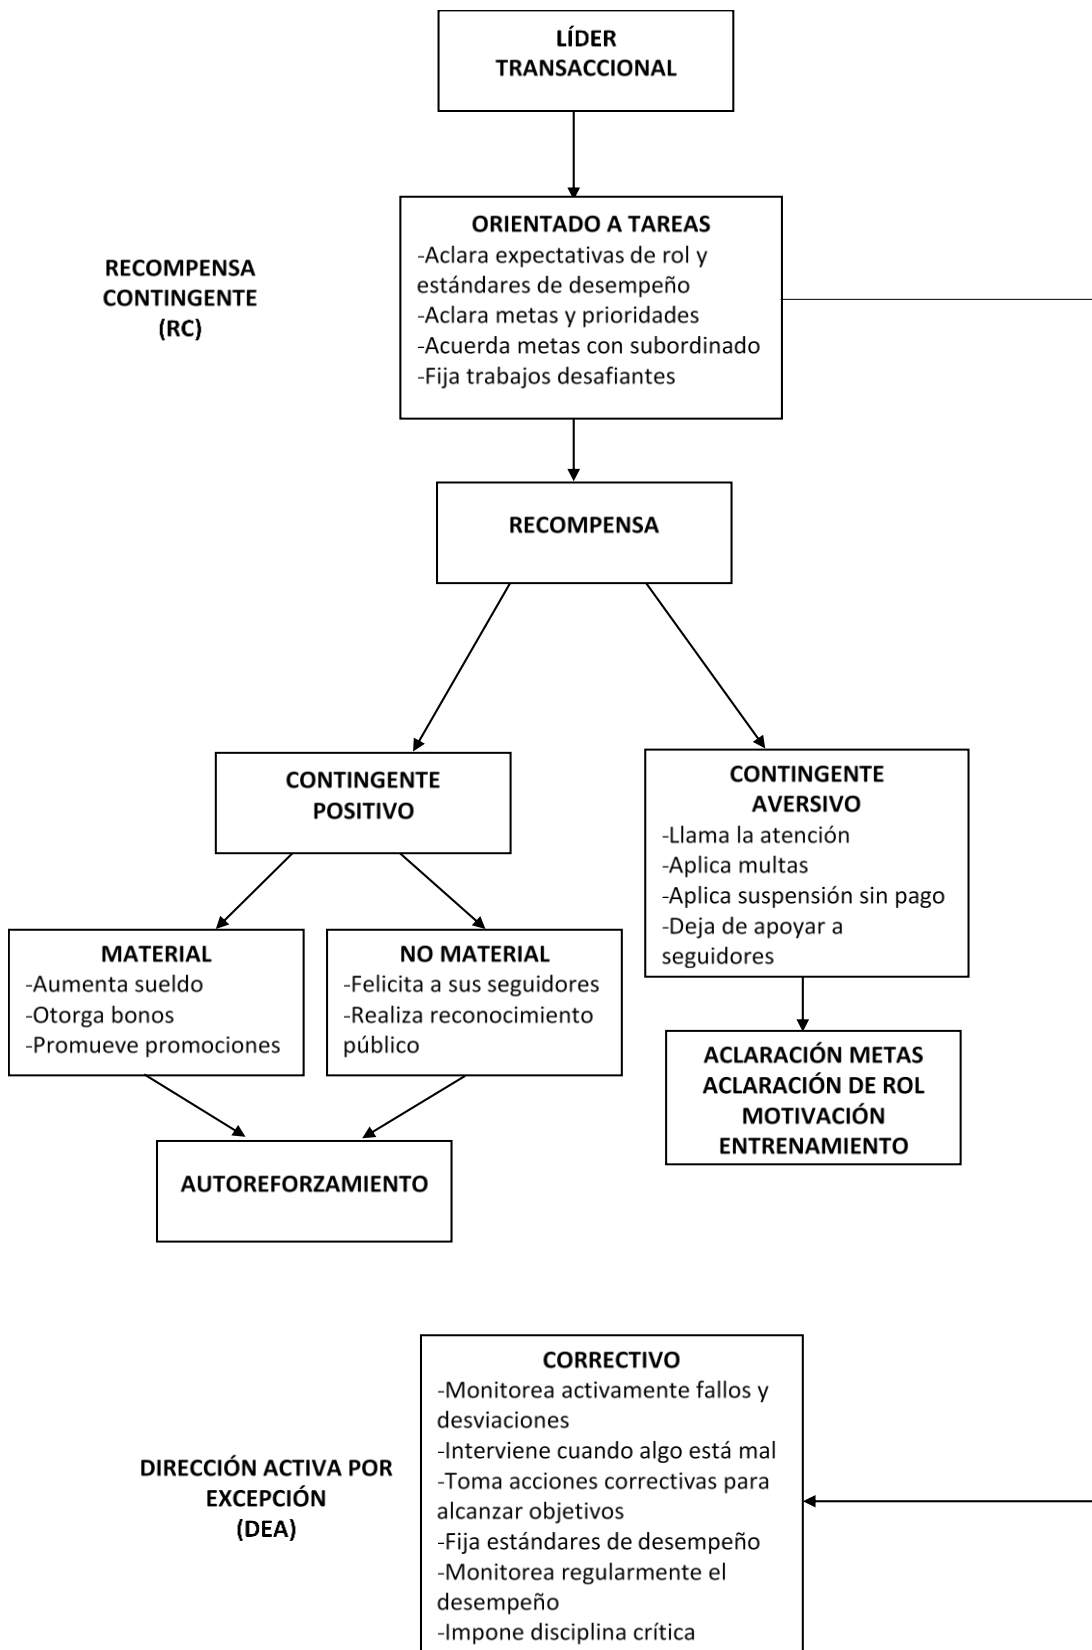 LÍDER
TRANSACCIONAL
ORIENTADO A TAREAS
-Aclara expectativas de rol y
estándares de desempeño
-Aclara metas y prioridades
-Acuerda metas con subordinado
-Fija trabajos desafiantes
RECOMPENSA
CONTINGENTE
(RC)
RECOMPENSA
CONTINGENTE
POSITIVO
CONTINGENTE
AVERSIVO
-Llama la atención
-Aplica multas
-Aplica suspensión sin pago
-Deja de apoyar a
seguidores
MATERIAL
-Aumenta sueldo
-Otorga bonos
-Promueve promociones
NO MATERIAL
-Felicita a sus seguidores
-Realiza reconocimiento
público
ACLARACIÓN METAS
ACLARACIÓN DE ROL
MOTIVACIÓN
ENTRENAMIENTO
AUTOREFORZAMIENTO
CORRECTIVO
-Monitorea activamente fallos y
desviaciones
-Interviene cuando algo está mal
-Toma acciones correctivas para
alcanzar objetivos
-Fija estándares de desempeño
-Monitorea regularmente el
desempeño
-Impone disciplina crítica
DIRECCIÓN ACTIVA POR
EXCEPCIÓN
(DEA)